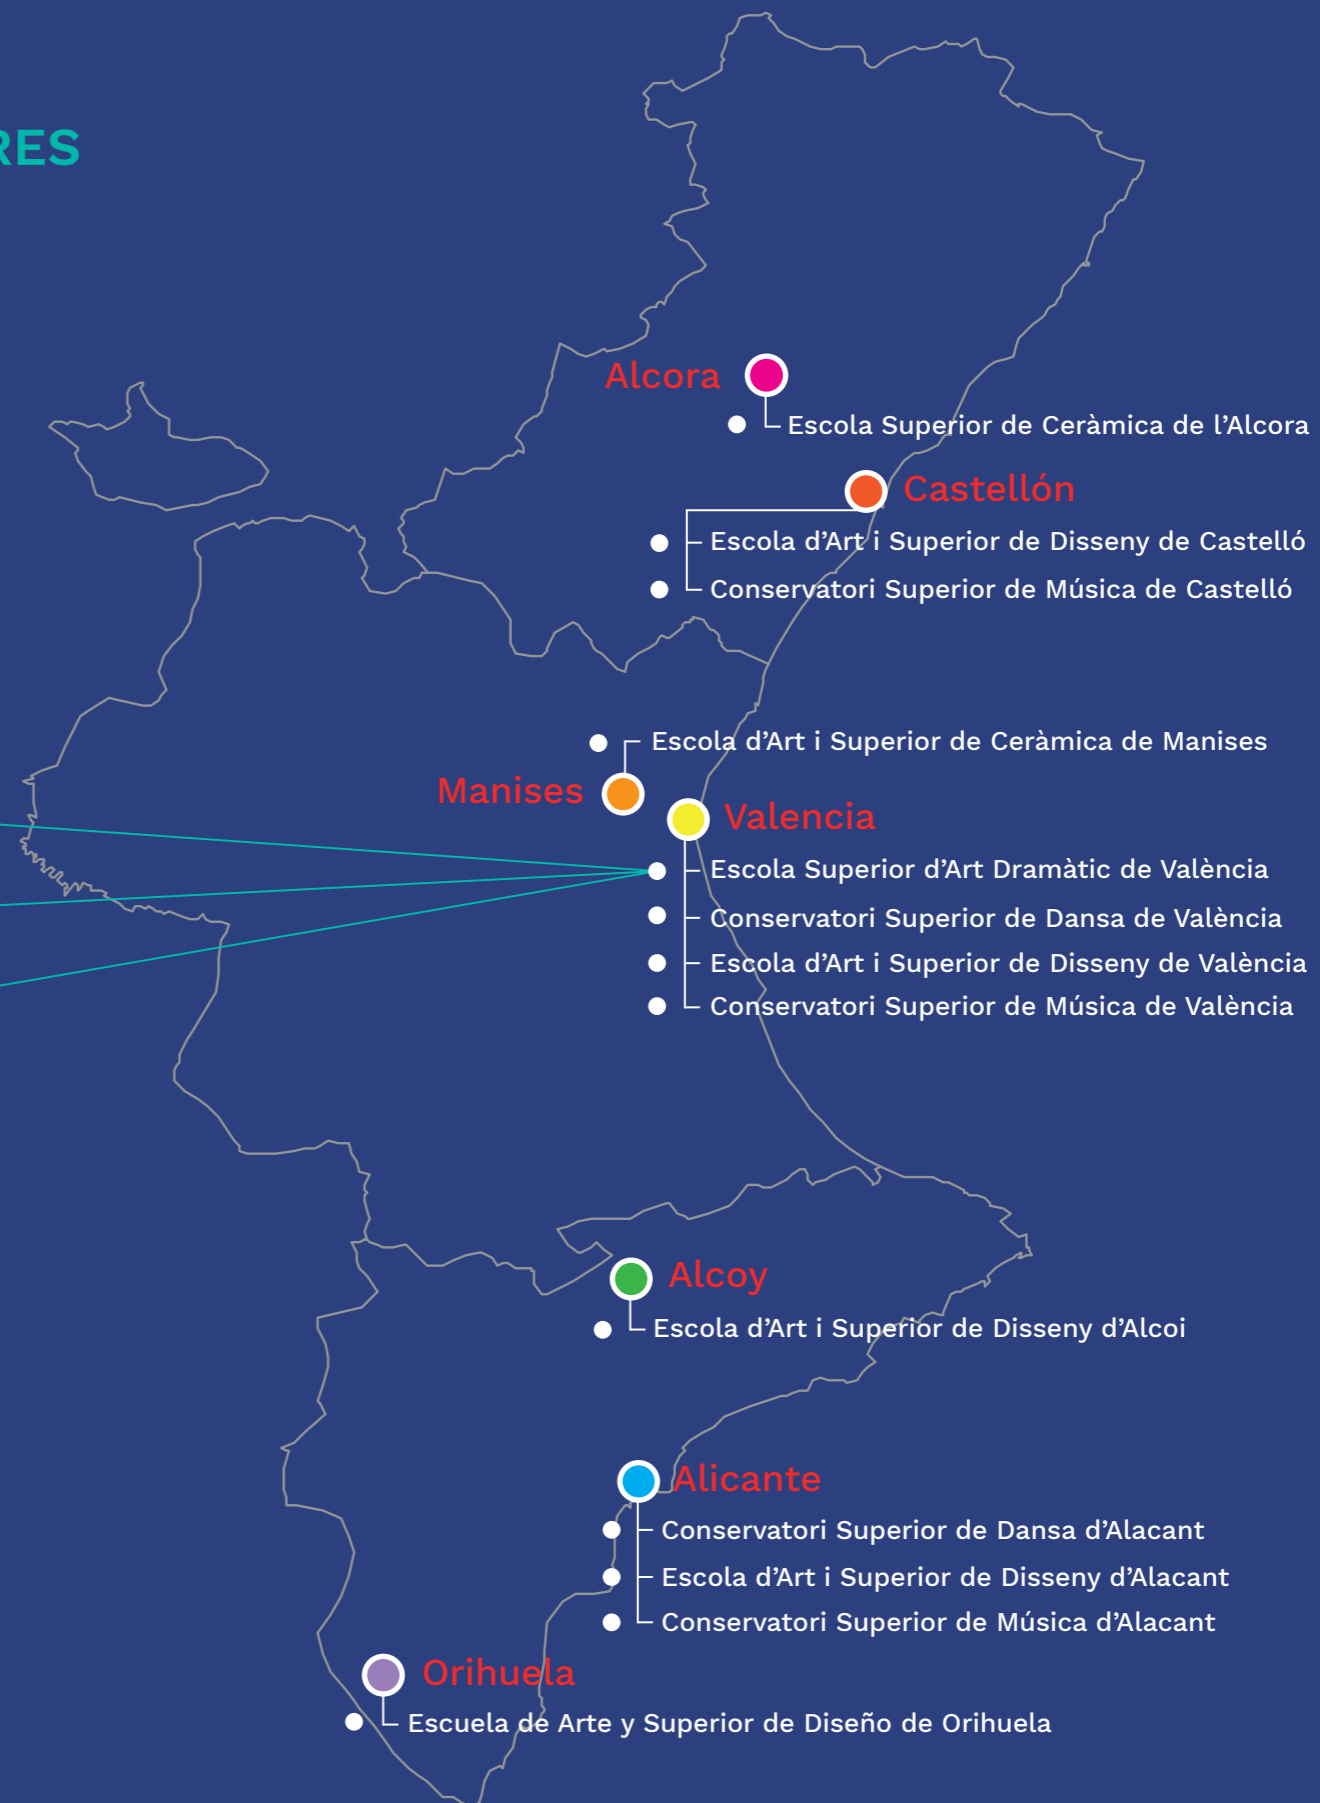 RES
Alcora
Escola Superior de Ceràmica de l’Alcora
Castellón
Escola d’Art i Superior de Disseny de Castelló
Conservatori Superior de Música de Castelló
Escola d’Art i Superior de Ceràmica de Manises
Manises
Valencia
Escola Superior d’Art Dramàtic de València
Conservatori Superior de Dansa de València
Escola d’Art i Superior de Disseny de València
Conservatori Superior de Música de València
Alcoy
Escola d’Art i Superior de Disseny d’Alcoi
Alicante
Conservatori Superior de Dansa d’Alacant
Escola d’Art i Superior de Disseny d’Alacant
Conservatori Superior de Música d’Alacant
Orihuela
Escuela de Arte y Superior de Diseño de Orihuela